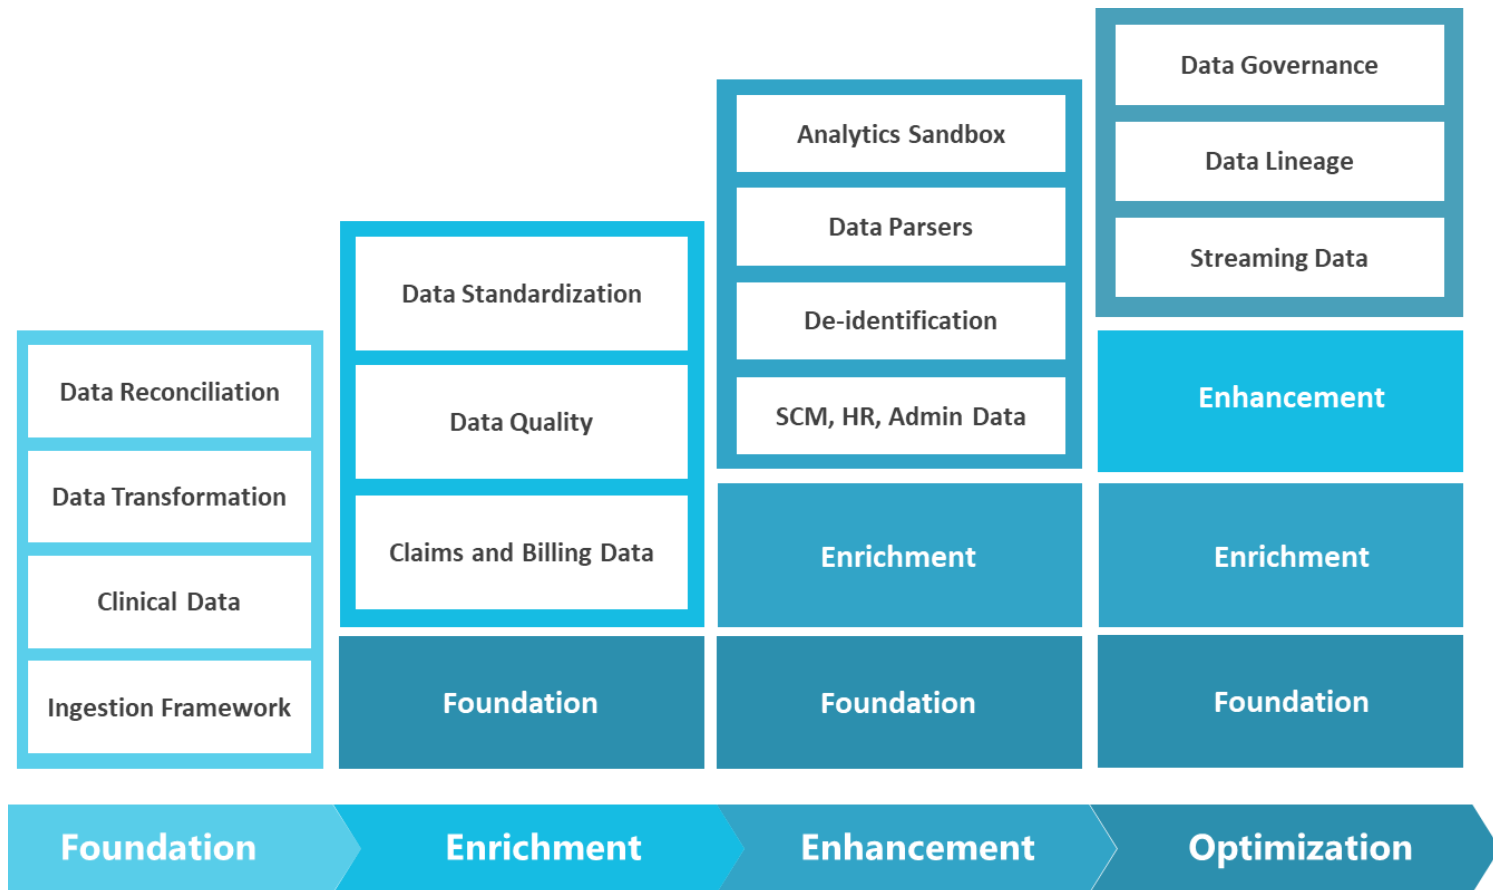 Data Reconciliation
Data Transformation
Clinical Data
Ingestion Framework
Data Standardization
Data Quality
Claims and Billing Data
Foundation
Analytics Sandbox
Data Parsers
De-identification
SCM, HR, Admin Data
Enrichment
Foundation
Data Governance
Data Lineage
Streaming Data
Enhancement
Enrichment
Foundation
Foundation
Enrichment
Enhancement
Optimization